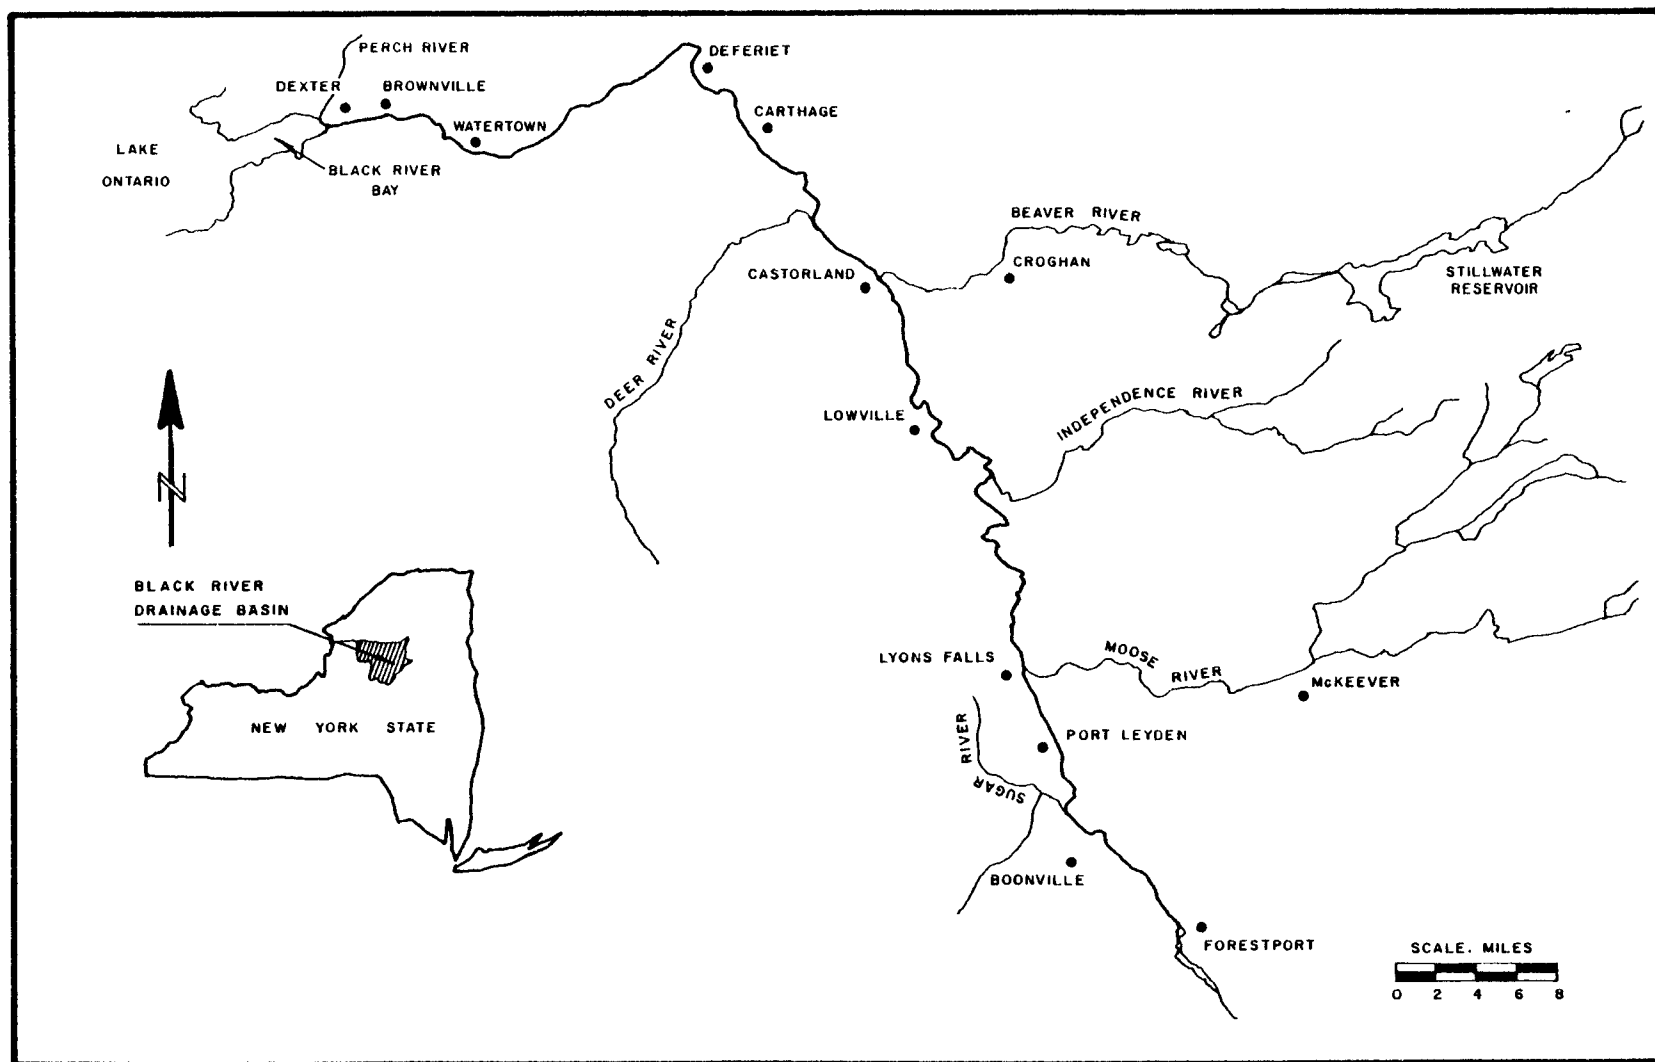 PERCH RIVER
DEFERIET
DEXTER
BROWNVILLE
CARTHAGE
WATERTOWN
LAKE
ONTARIO
BLACK RIVER
BAY
BEAVER RIVER
CASTORLAND
CROGHAN
STILLWATER
RESERVOIR
DEER RIVER
LOWVILLE
INDEPENDENCE RIVER
N
BLACK RIVER
DRAINAGE BASIN
LYONS FALLS
MOOSE RIVER
McKEEVER
NEW YORK STATE
PORT LEYDEN
SUGAR RIVER
BOONVILLE
FORESTPORT
SCALE. MILES
0 2 4 6 8